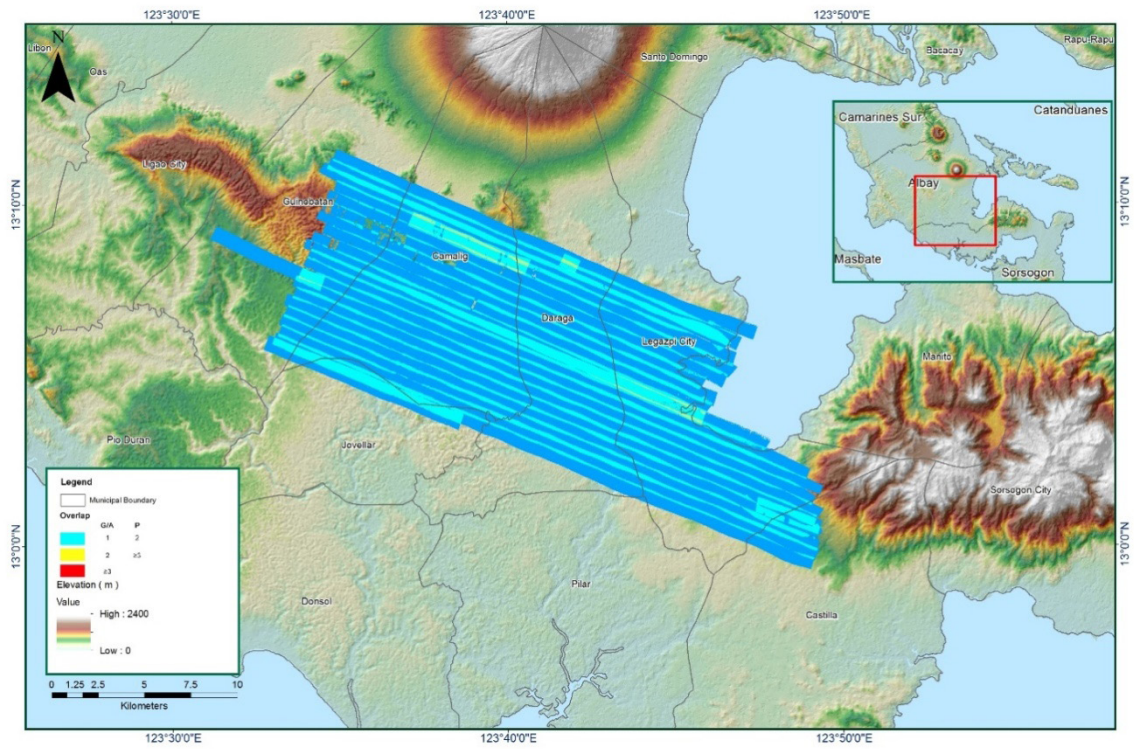 123°30'0"E 123°40'0"E 123°50'0"E
N
Libon
Oas
Santo Domingo
Bacacay
Rapu-Rapu
Camarines Sur
Catanduanes
Albay
Masbate
Sorsogon
Ligao City
Guinobatan
13°10'0"N
13°10'0"N
Camalig
Daraga
Legazpi City
Manito
Pio Duran
Jovellar
Sorsogon City
13°0'0"N
13°0'0"N
Donsol
Pilar
Castilla
Legend
Municipal Boundary
Overlap
G/A P
1 2
2 ≥5
≥3
Elevation ( m )
Value
High : 2400
Low : 0
0 1.25 2.5 5 7.5 10
Kilometers
123°30'0"E 123°40'0"E 123°50'0"E